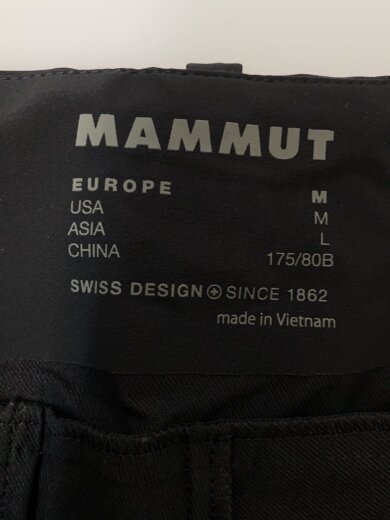 MAMMUT
EUROPE M
USA M
ASIA L
CHINA 175/80B
SWISS DESIGN SINCE 1862
made in Vietnam